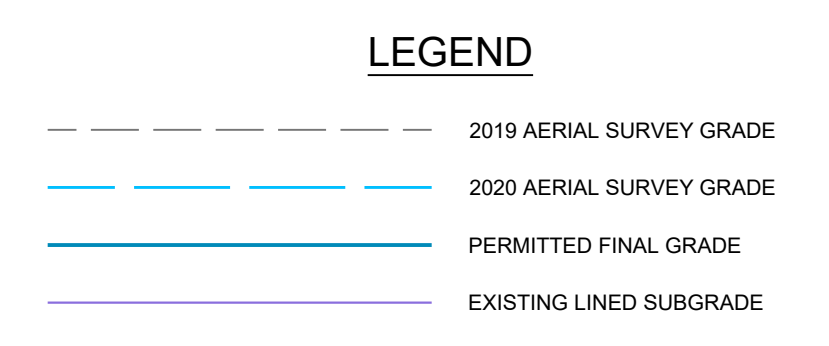 LEGEND
2019 AERIAL SURVEY GRADE
2020 AERIAL SURVEY GRADE
PERMITTED FINAL GRADE
EXISTING LINED SUBGRADE